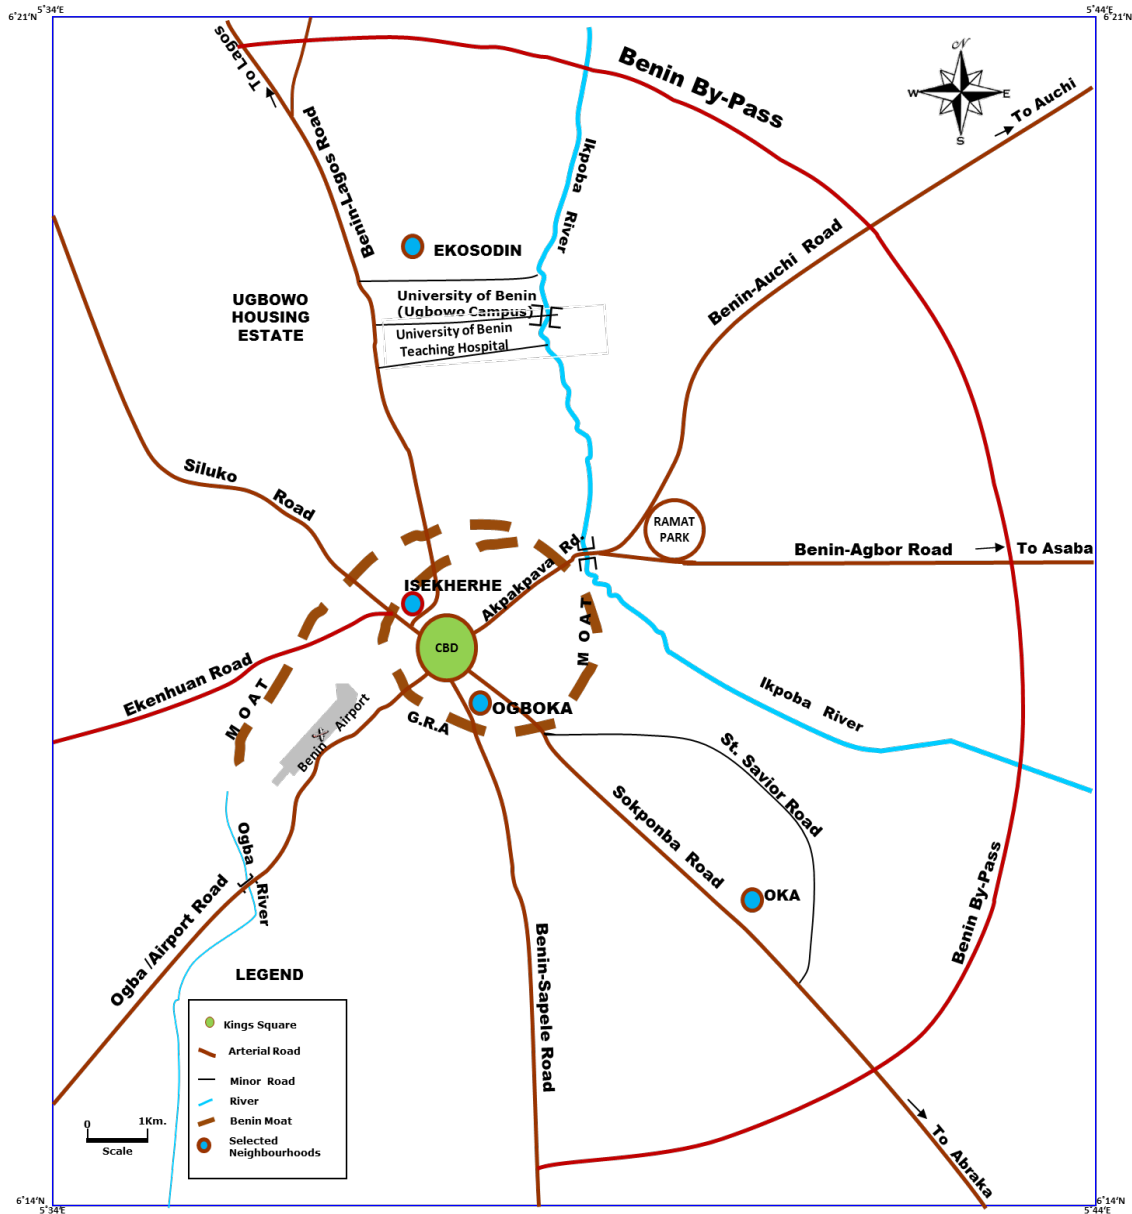 5°34'E
5°44'E
6°21'N
6°21'N
To Lagos
Benin By-Pass
N
W
E
S
To Auchi
Benin-Lagos Road
Ikpoba River
EKOSODIN
Benin-Auchi Road
UGBOWO
HOUSING
ESTATE
University of Benin
(Ugbowo Campus)
University of Benin
Teaching Hospital
Siluko Road
RAMAT
PARK
Akpakpava Rd.
Benin-Agbor Road
To Asaba
ISEKHERHE
CBD
MOAT
Ekenhuan Road
MOAT
Benin Airport
G.R.A
OGBOKA
Ikpoba River
St. Savior Road
Sokponba Road
Ogba River
OKA
Benin By-Pass
Ogba /Airport Road
Benin-Sapele Road
LEGEND
Kings Square
Arterial Road
Minor Road
River
Benin Moat
Selected
Neighbourhoods
0
1Km.
Scale
To Abraka
6°14'N
6°14'N
5°34'E
5°44'E